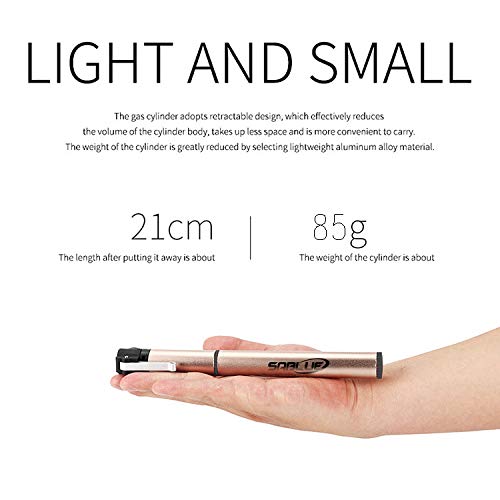 LIGHT AND SMALL
The gas cylinder adopts retractable design, which effectively reduces
the volume of the cylinder body, takes up less space and is more convenient to carry.
The weight of the cylinder is greatly reduced by selecting lightweight aluminum alloy material.
21cm
The length after putting it away is about
85g
The weight of the cylinder is about